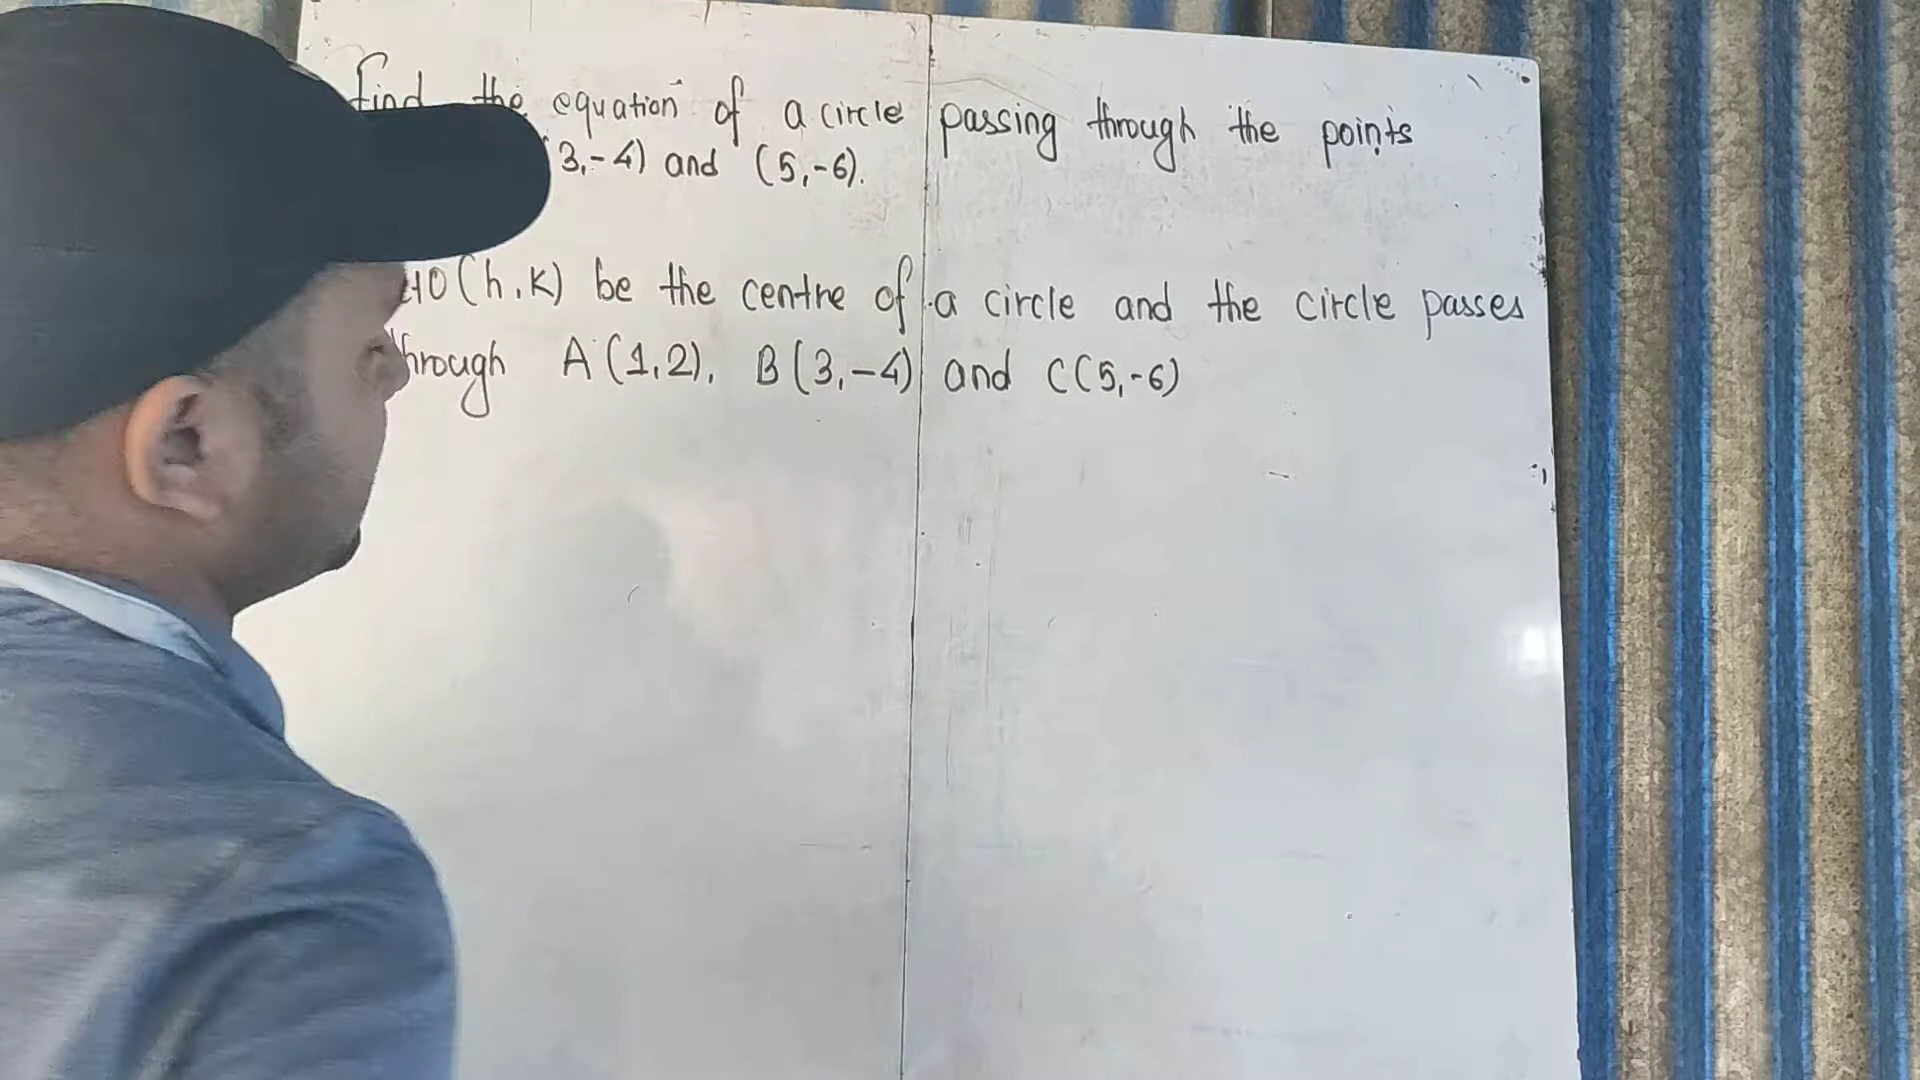 find the equation of a circle passing through the points
3,-4) and (5,-6).
O(h,k) be the centre of a circle and the circle passes
through A(1,2), B(3,-4) and C(5,-6)